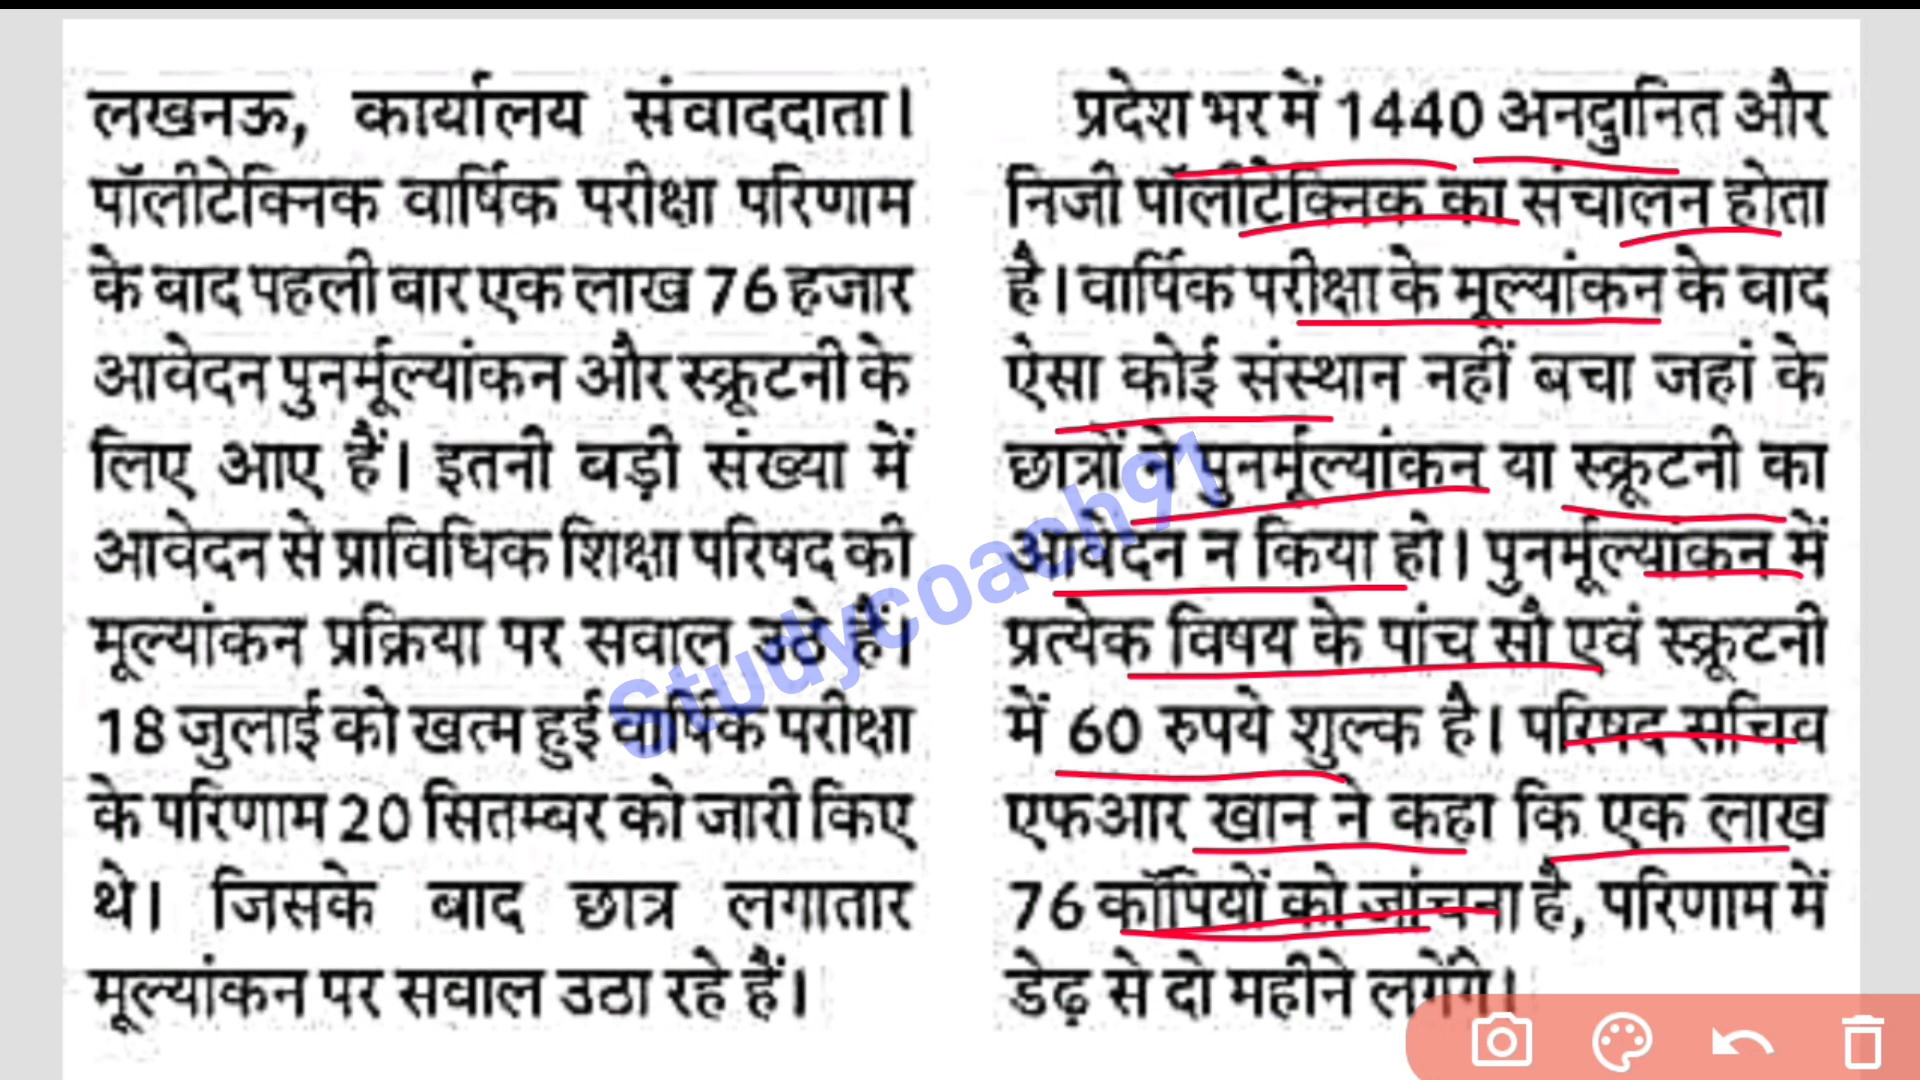 लखनऊ, कार्यालय संवाददाता।
पॉलीटेक्निक वार्षिक परीक्षा परिणाम
के बाद पहली बार एक लाख 76 हजार
आवेदन पुनर्मूल्यांकन और स्क्रूटनी के
लिए आए हैं। इतनी बड़ी संख्या में
आवेदन से प्राविधिक शिक्षा परिषद की
मूल्यांकन प्रक्रिया पर सवाल उठे हैं।
18 जुलाई को खत्म हुई वार्षिक परीक्षा
के परिणाम 20 सितम्बर को जारी किए
थे। जिसके बाद छात्र लगातार
मूल्यांकन पर सवाल उठा रहे हैं।
प्रदेश भर में 1440 अनदुानित और
निजी पॉलीटेक्निक का संचालन होता
है। वार्षिक परीक्षा के मूल्यांकन के बाद
ऐसा कोई संस्थान नहीं बचा जहां के
छात्रों ने पुनर्मूल्यांकन या स्क्रूटनी का
आवेदन न किया हो। पुनर्मूल्यांकन में
प्रत्येक विषय के पांच सौ एवं स्क्रूटनी
में 60 रुपये शुल्क है। परिषद सचिव
एफआर खान ने कहा कि एक लाख
76 कॉपियों को जांचना है, परिणाम में
डेढ़ से दो महीने लगेंगे।
Studycoach91